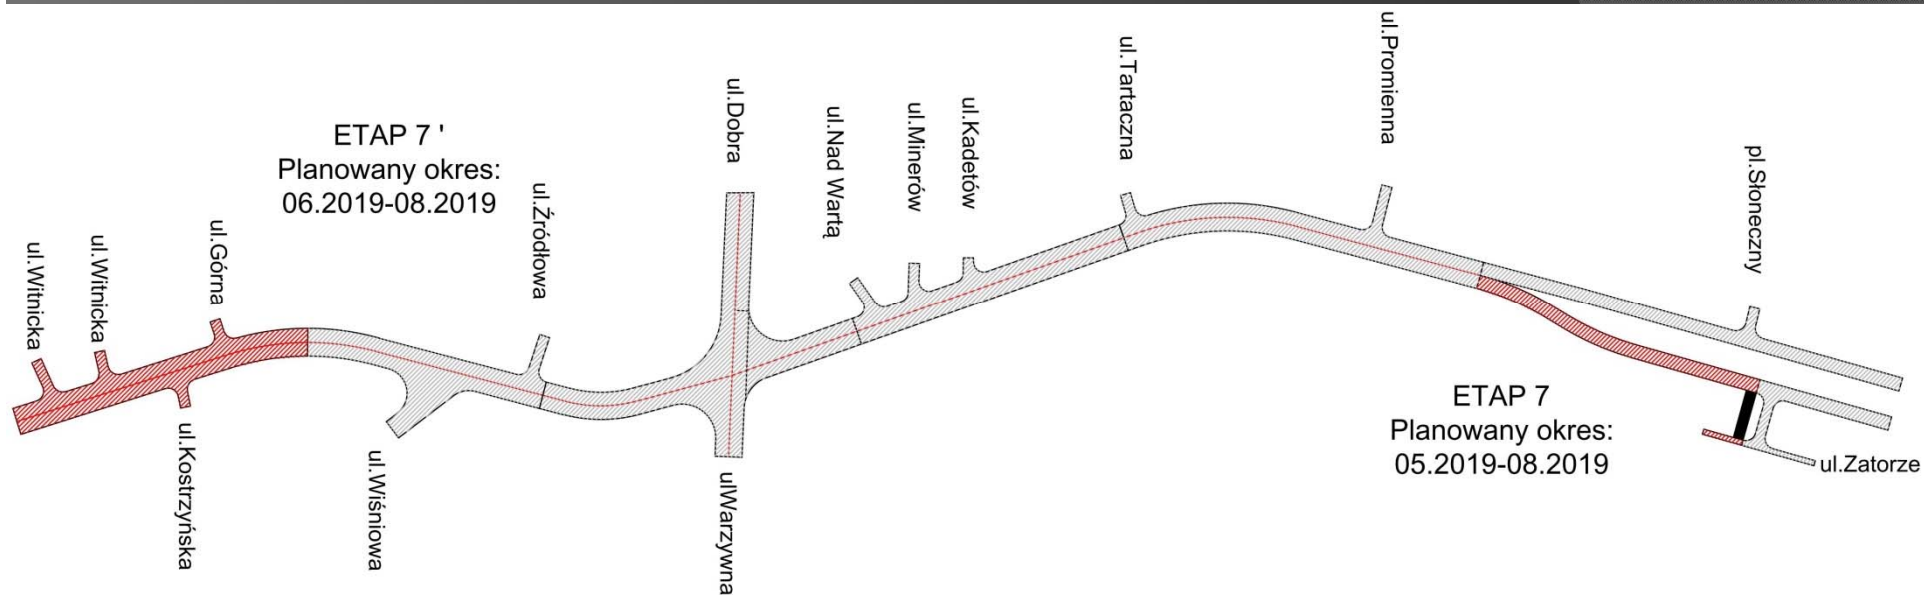 ETAP 7 '
Planowany okres:
06.2019-08.2019
ul.Witnicka
ul.Witnicka
ul.Górna
ul.Kostrzyńska
ul.Wiśniowa
ul.Źródłowa
ul.Dobra
ulWarzywna
ul.Nad Wartą
ul.Minerów
ul.Kadetów
ul.Tartaczna
ul.Promienna
pl.Słoneczny
ETAP 7
Planowany okres:
05.2019-08.2019
ul.Zatorze